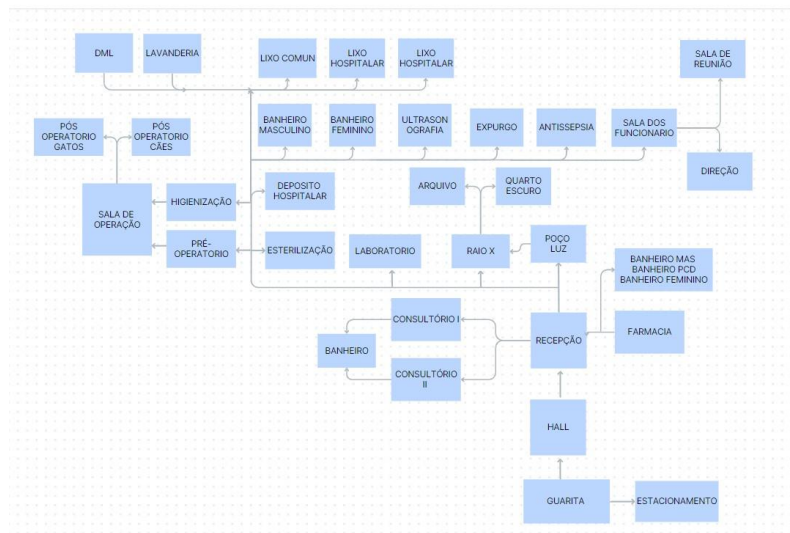 DML
LAVANDERIA
LIXO COMUN
LIXO
HOSPITALAR
LIXO
HOSPITALAR
SALA DE
REUNIÃO
PÓS
OPERATORIO
GATOS
PÓS
OPERATORIO
CÃES
BANHEIRO
MASCULINO
BANHEIRO
FEMININO
ULTRASON
OGRAFIA
EXPURGO
ANTISSEPSIA
SALA DOS
FUNCIONARIO
DIREÇÃO
SALA DE
OPERAÇÃO
HIGIENIZAÇÃO
DEPOSITO
HOSPITALAR
ARQUIVO
QUARTO
ESCURO
PRÉ-
OPERATORIO
ESTERILIZAÇÃO
LABORATORIO
RAIO X
POÇO
LUZ
BANHEIRO MAS
BANHEIRO PCD
BANHEIRO FEMININO
CONSULTÓRIO I
BANHEIRO
CONSULTÓRIO
II
RECEPÇÃO
FARMACIA
HALL
GUARITA
ESTACIONAMENTO